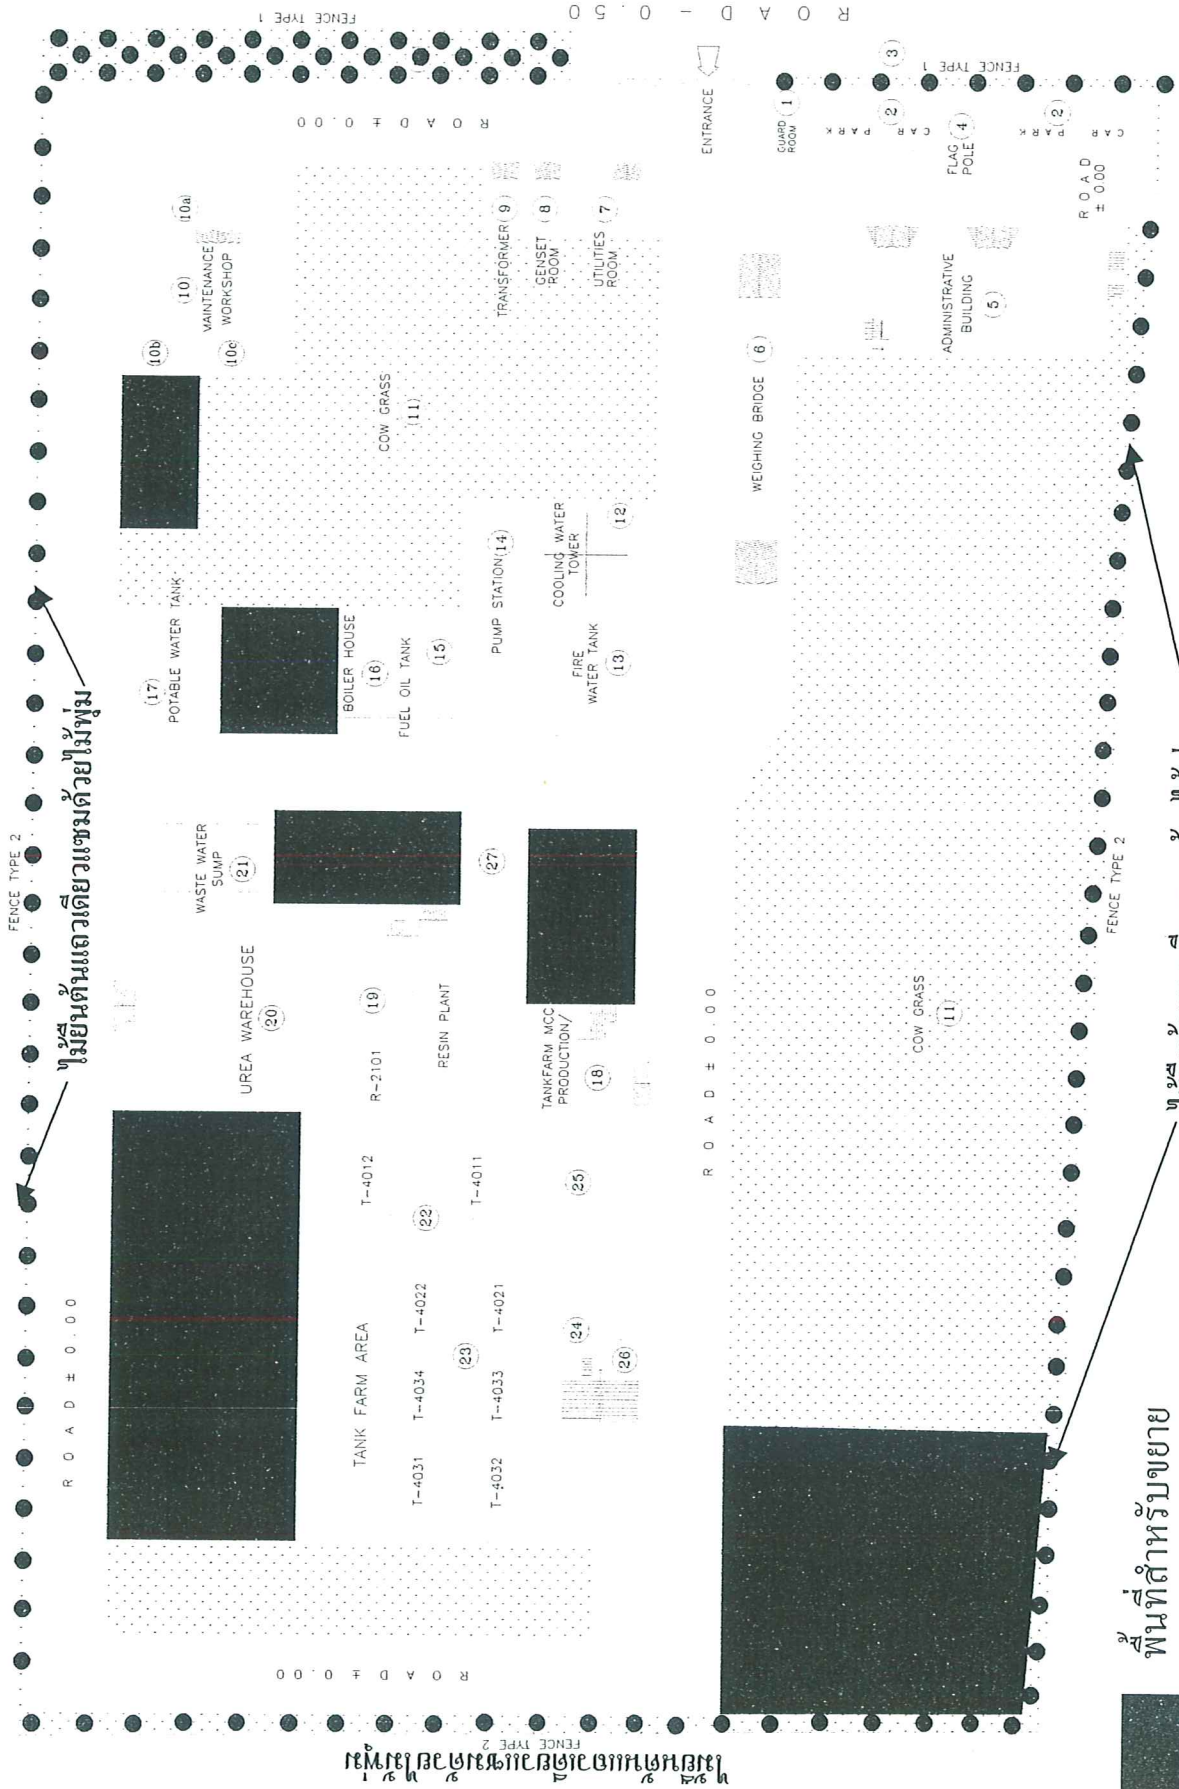 FENCE TYPE 1
R O A D - 0 . 5 0
FENCE TYPE 2
ไม้ยืนต้นแถวเดียวแซมด้วยไม้พุ่ม
R O A D ± 0.00
R O A D ± 0.00
(10a)
(10)
MAINTENANCE
WORKSHOP
(10b)
(10c)
ENTRANCE
GUARD
ROOM
(1)
(2)
CAR PARK
(3)
FENCE TYPE 1
FLAG
POLE
(4)
(2)
CAR PARK
R O A D
± 0.00
TRANSFORMER (9)
GENSET
ROOM
(8)
UTILITIES
ROOM
(7)
COW GRASS
(11)
WEIGHING BRIDGE (6)
ADMINISTRATIVE
BUILDING
(5)
(17)
POTABLE WATER TANK
BOILER HOUSE
(16)
FUEL OIL TANK
(15)
PUMP STATION (14)
COOLING WATER
TOWER
(12)
FIRE
WATER TANK
(13)
WASTE WATER
SUMP
(21)
(27)
UREA WAREHOUSE
(20)
(19)
R-2101
RESIN PLANT
TANKFARM MCC
PRODUCTION/
(18)
R O A D ± 0.00
COW GRASS
(11)
FENCE TYPE 2
T-4012
(22)
T-4011
(25)
TANK FARM AREA
T-4022
T-4021
(23)
(24)
(26)
T-4034
T-4033
T-4031
T-4032
R O A D ± 0.00
FENCE TYPE 2
ไม้ยืนต้นแถวเดียวแซมด้วยไม้พุ่ม
พื้นที่สำหรับขยาย